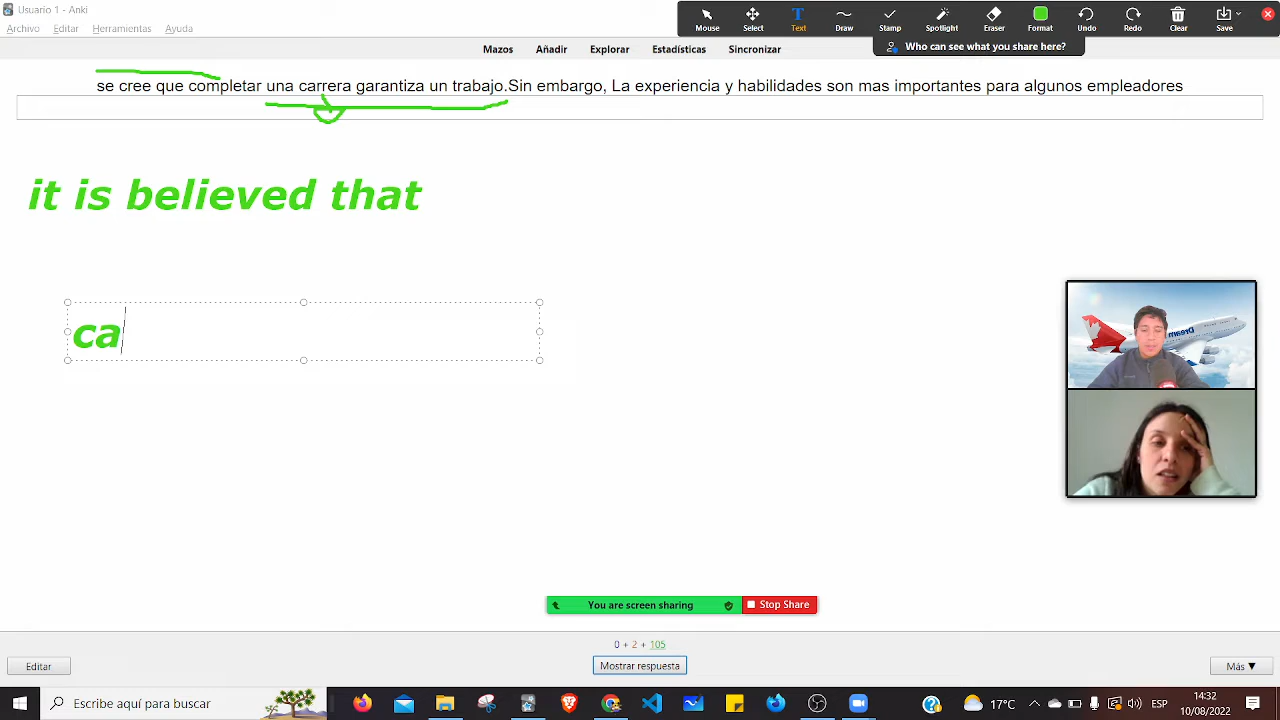 Usuario 1 - Anki
Mouse Select Text Draw Stamp Spotlight Eraser Format Undo Redo Clear Save
Archivo Editar Herramientas Ayuda
Who can see what you share here?
Mazos Añadir Explorar Estadísticas Sincronizar
se cree que completar una carrera garantiza un trabajo.Sin embargo, La experiencia y habilidades son mas importantes para algunos empleadores
it is believed that
ca
You are screen sharing Stop Share
0 + 2 + 105
Editar Mostrar respuesta Más ▼
Escribe aquí para buscar 17°C ESP 14:32
10/08/2022